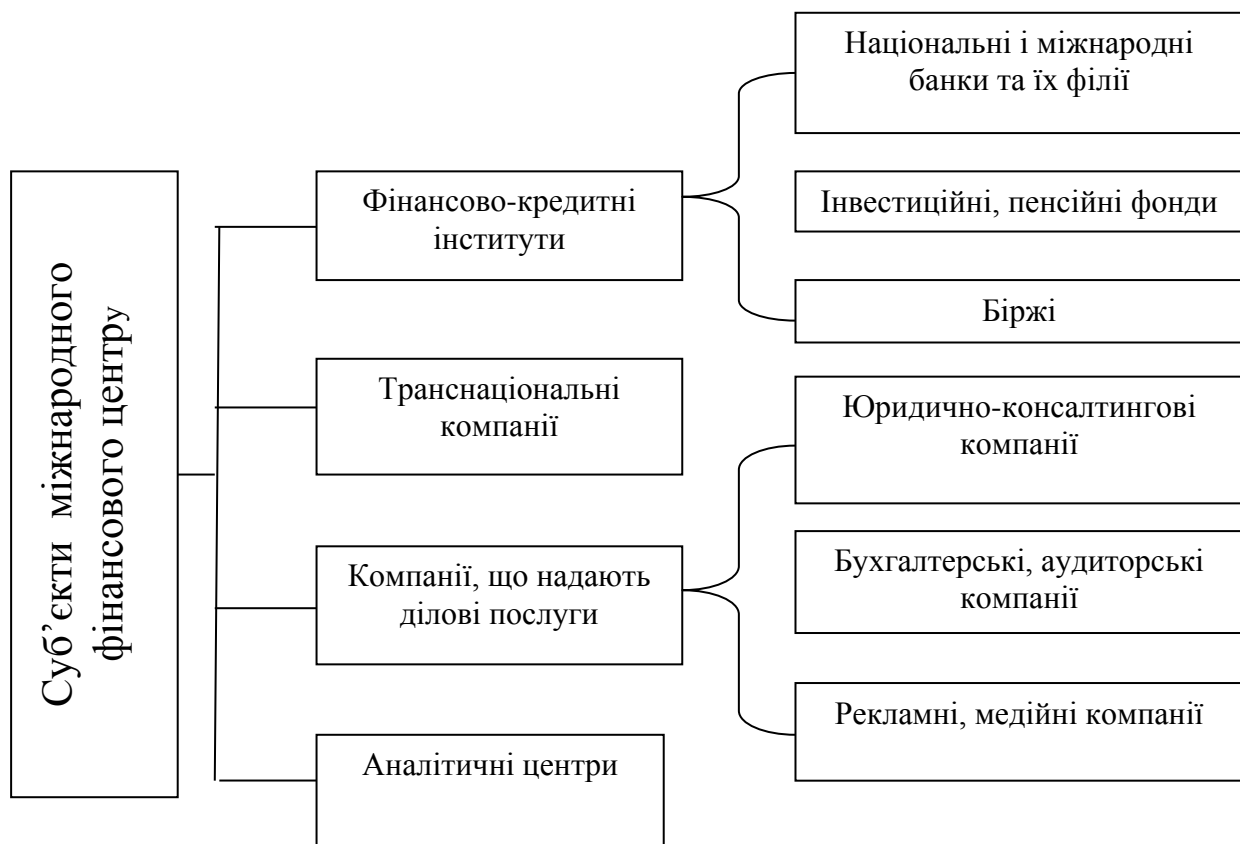 Суб’єкти міжнародного
фінансового центру
Фінансово-кредитні
інститути
Національні і міжнародні
банки та їх філії
Інвестиційні, пенсійні фонди
Біржі
Транснаціональні
компанії
Компанії, що надають
ділові послуги
Юридично-консалтингові
компанії
Бухгалтерські, аудиторські
компанії
Рекламні, медійні компанії
Аналітичні центри